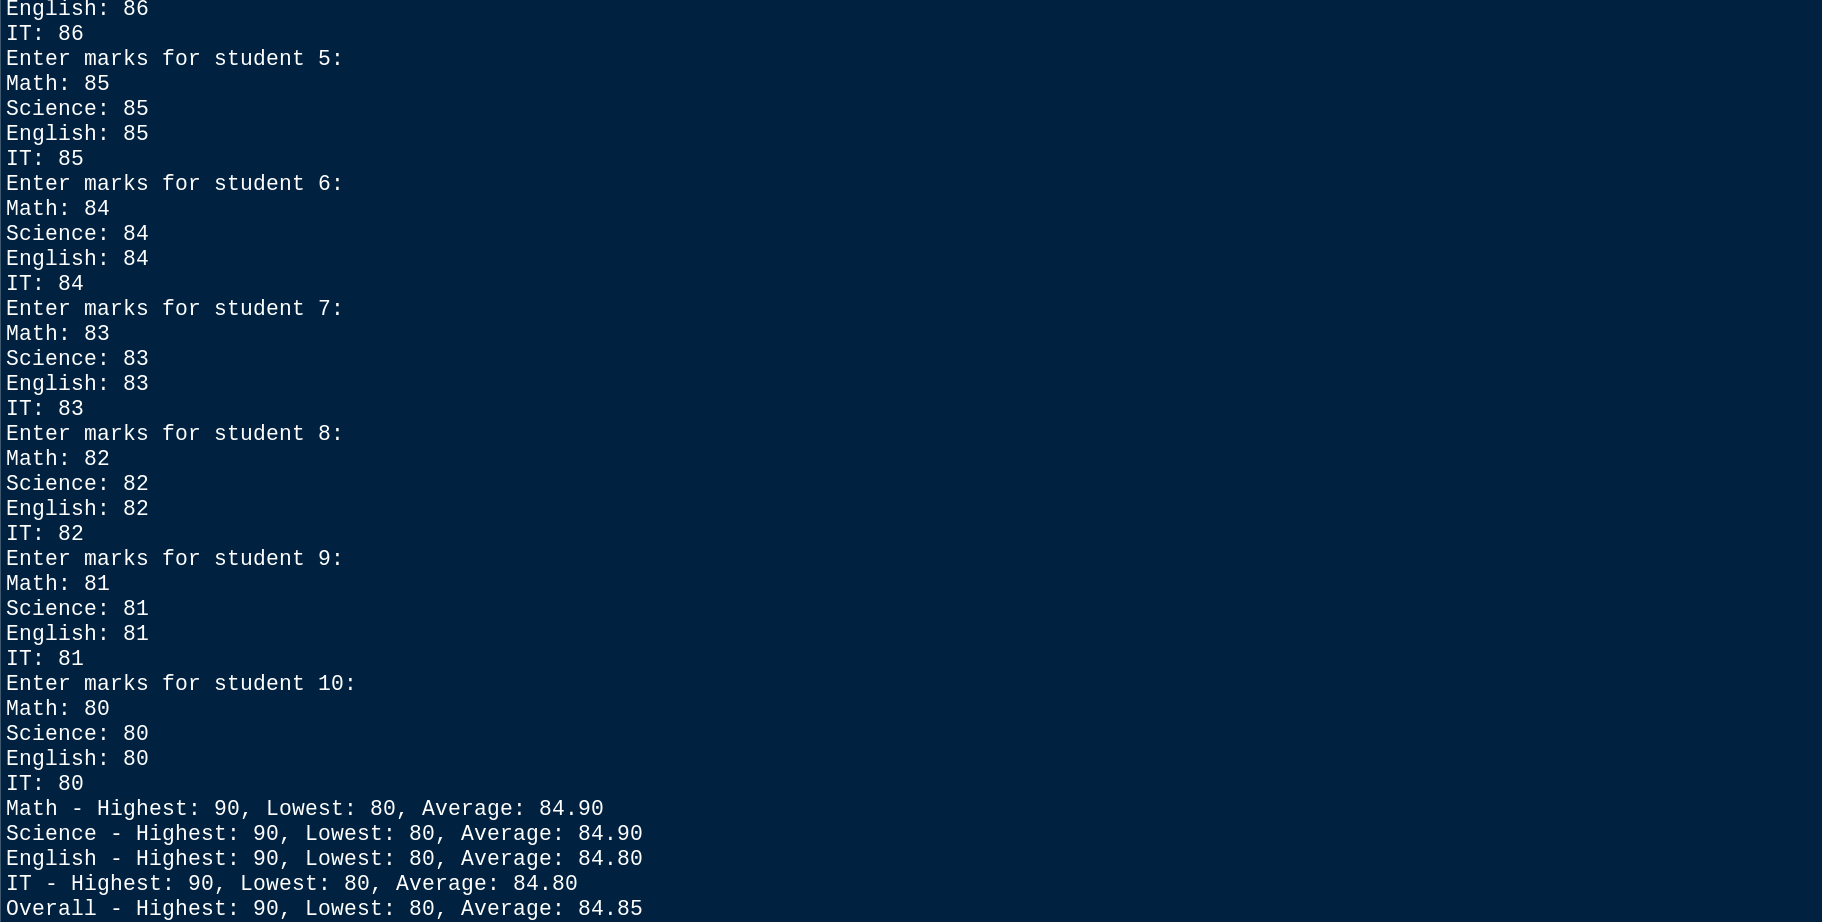 English: 86
IT: 86
Enter marks for student 5:
Math: 85
Science: 85
English: 85
IT: 85
Enter marks for student 6:
Math: 84
Science: 84
English: 84
IT: 84
Enter marks for student 7:
Math: 83
Science: 83
English: 83
IT: 83
Enter marks for student 8:
Math: 82
Science: 82
English: 82
IT: 82
Enter marks for student 9:
Math: 81
Science: 81
English: 81
IT: 81
Enter marks for student 10:
Math: 80
Science: 80
English: 80
IT: 80
Math - Highest: 90, Lowest: 80, Average: 84.90
Science - Highest: 90, Lowest: 80, Average: 84.90
English - Highest: 90, Lowest: 80, Average: 84.80
IT - Highest: 90, Lowest: 80, Average: 84.80
Overall - Highest: 90, Lowest: 80, Average: 84.85